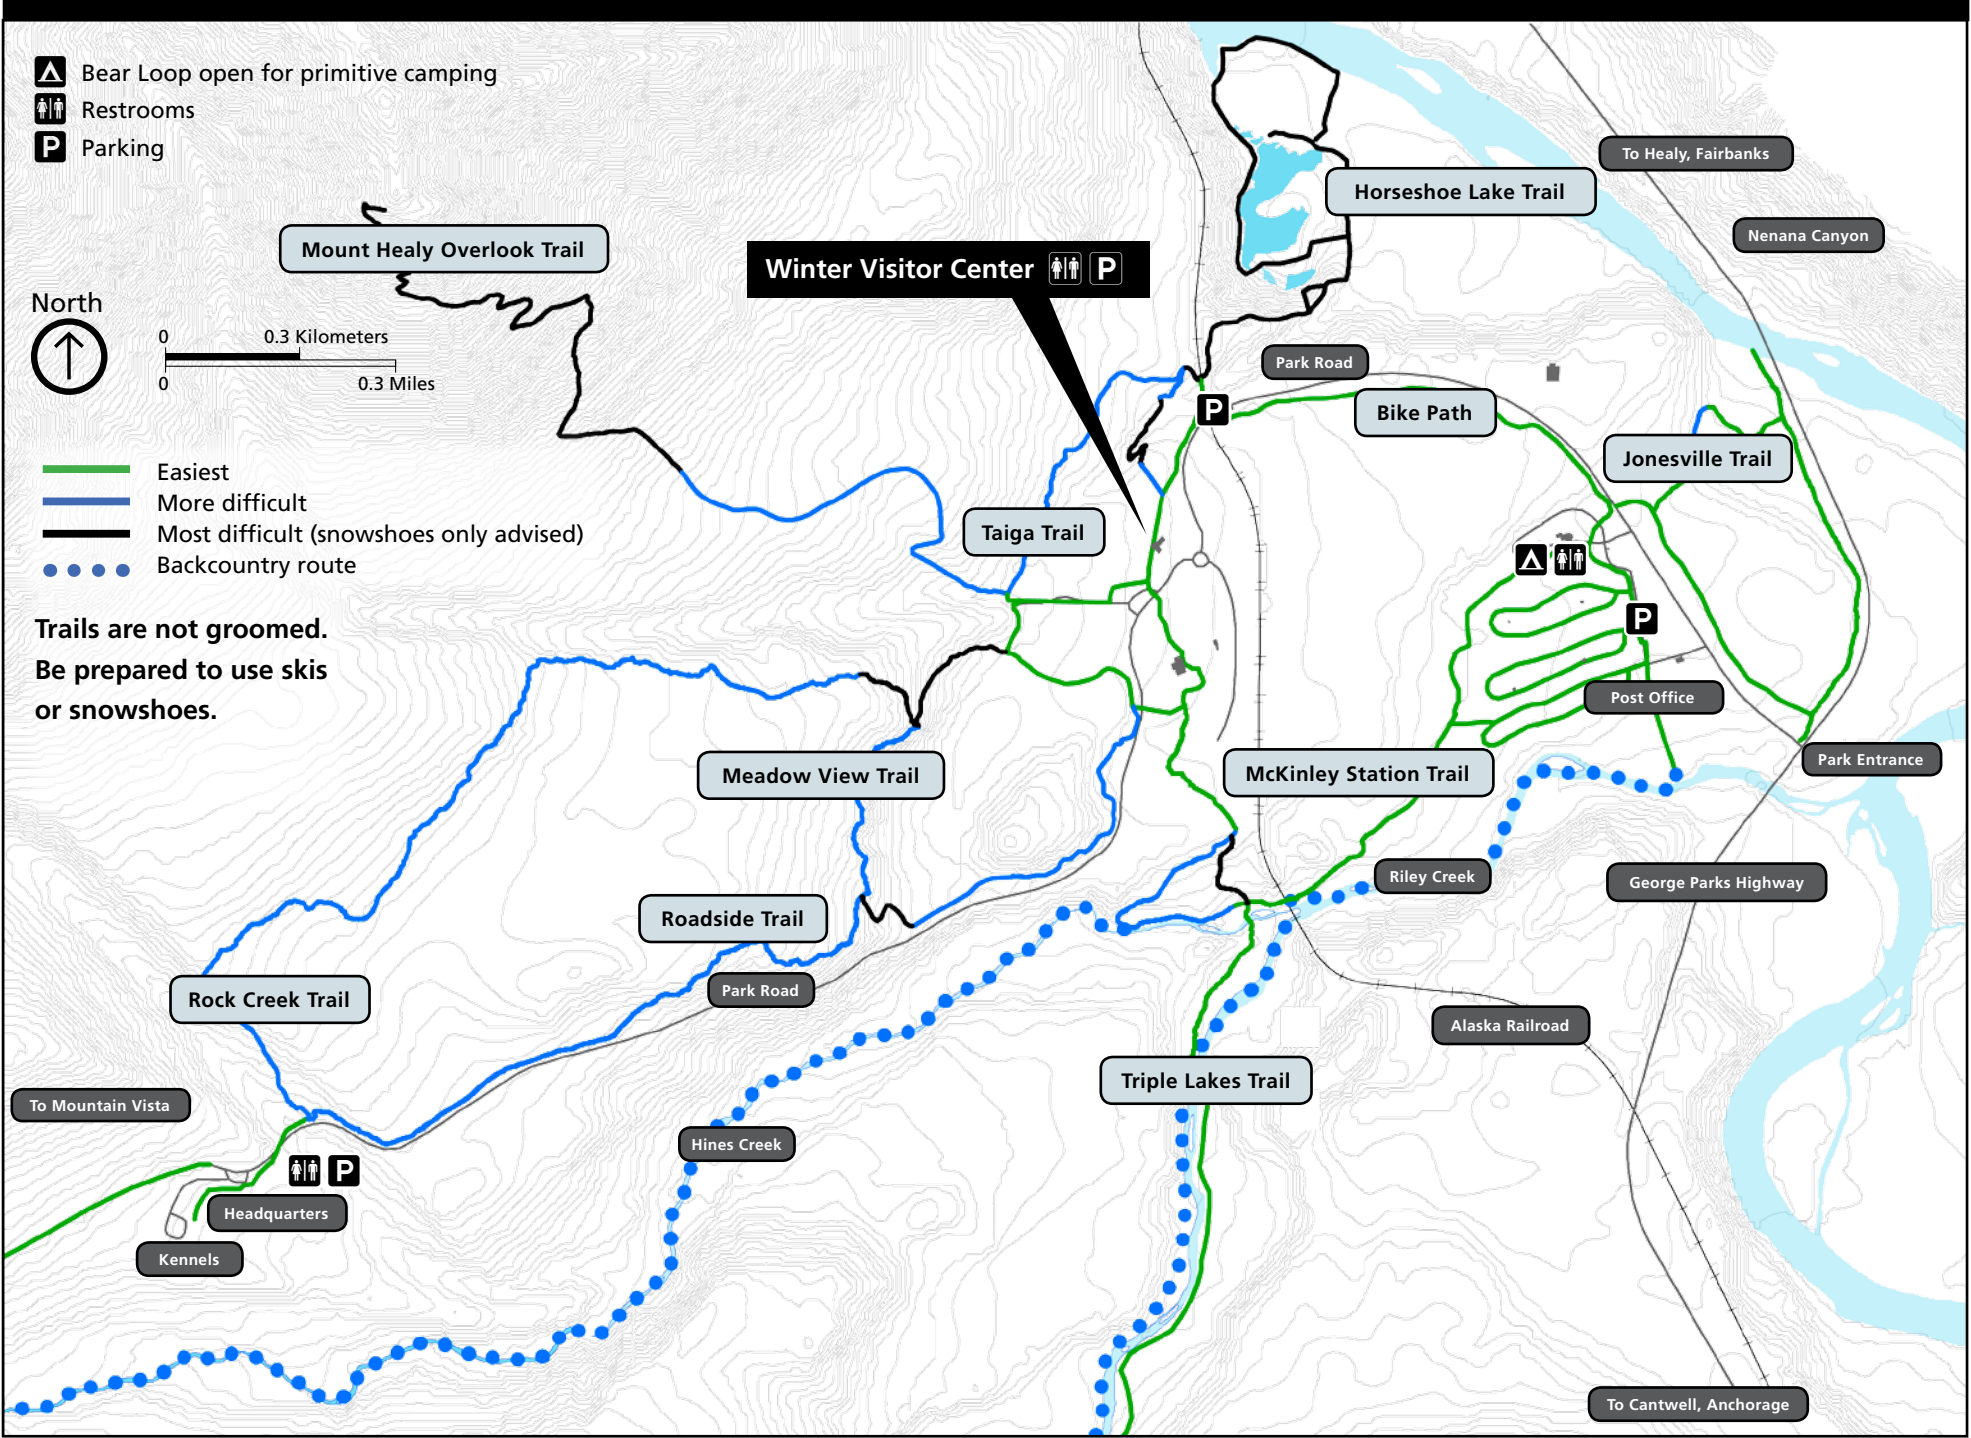 Bear Loop open for primitive camping
Restrooms
P Parking
To Healy, Fairbanks
Horseshoe Lake Trail
Nenana Canyon
Mount Healy Overlook Trail
Winter Visitor Center P
North
0 0.3 Kilometers
0 0.3 Miles
Park Road
P
Bike Path
Jonesville Trail
Easiest
More difficult
Most difficult (snowshoes only advised)
Backcountry route
Taiga Trail
P
Trails are not groomed.
Be prepared to use skis
or snowshoes.
Post Office
Meadow View Trail
McKinley Station Trail
Park Entrance
Riley Creek
George Parks Highway
Roadside Trail
Park Road
Rock Creek Trail
Alaska Railroad
Triple Lakes Trail
To Mountain Vista
Hines Creek
P
Headquarters
Kennels
To Cantwell, Anchorage